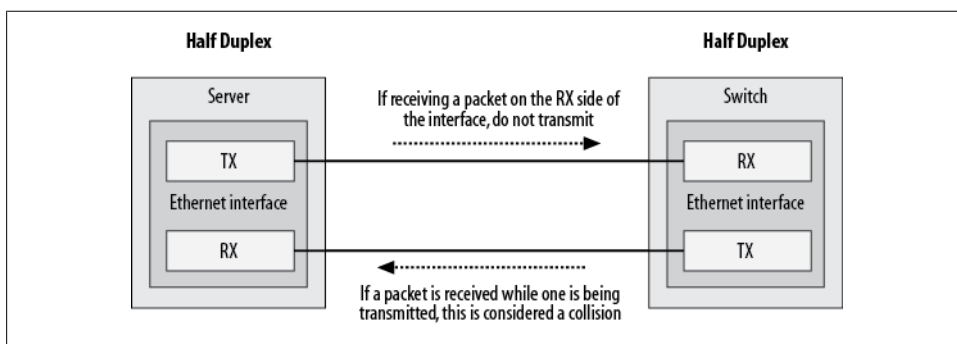 Half Duplex
Half Duplex
Server
If receiving a packet on the RX side of
the interface, do not transmit
Switch
TX
RX
Ethernet interface
Ethernet interface
RX
TX
If a packet is received while one is being
transmitted, this is considered a collision